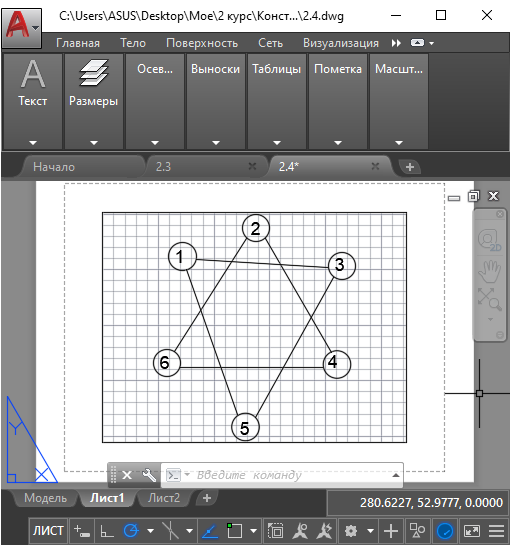 A
C:\Users\ASUS\Desktop\Мое\2 курс\Конст...\2.4.dwg
Главная Тело Поверхность Сеть Визуализация
A
Текст Размеры Осев... Выноски Таблицы Пометка Масшт...
Начало 2.3 2.4*
2
1
3
2D
6
4
5
Y
X
Введите команду
Модель Лист1 Лист2
280.6227, 52.9777, 0.0000
ЛИСТ